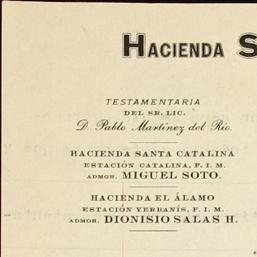 HACIENDA S
TESTAMENTARIA
DEL SR. LIC.
D. Pablo Martinez del Río.
HACIENDA SANTA CATALINA
ESTACIÓN CATALINA, F. I. M.
ADMOR. MIGUEL SOTO.
HACIENDA EL ÁLAMO
ESTACIÓN YERBANÍS, F. I. M.
ADMOR. DIONISIO SALAS H.